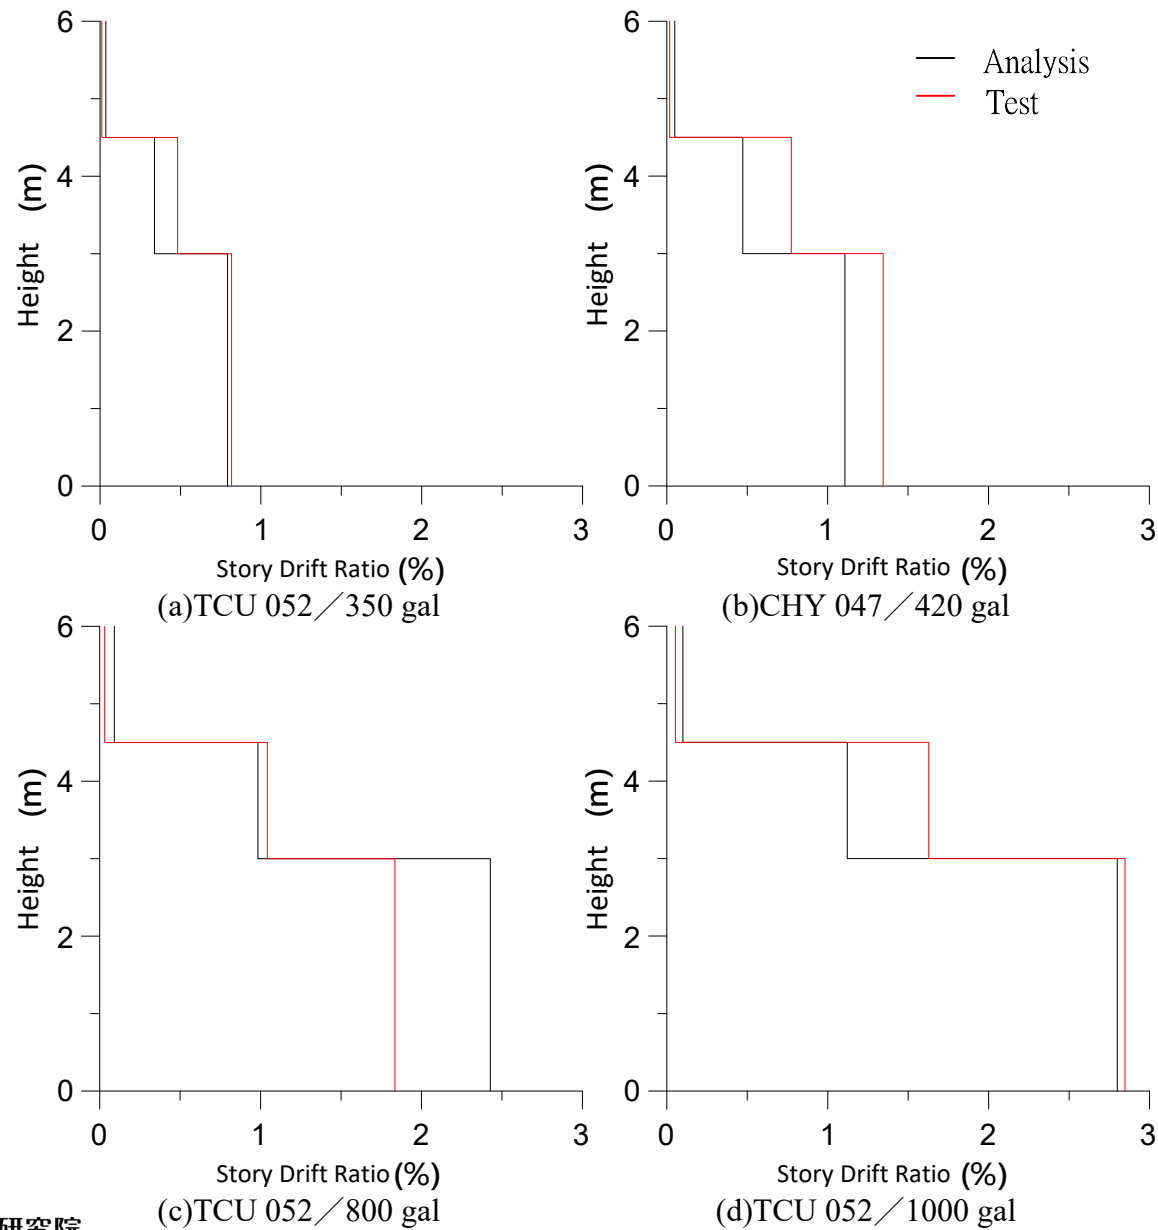 6
4
2
0
Height (m)
0 1 2 3
Story Drift Ratio (%)
(a)TCU 052／350 gal
6
4
2
0
Height (m)
Analysis
Test
0 1 2 3
Story Drift Ratio (%)
(b)CHY 047／420 gal
6
4
2
0
Height (m)
0 1 2 3
Story Drift Ratio (%)
(c)TCU 052／800 gal
6
4
2
0
Height (m)
0 1 2 3
Story Drift Ratio (%)
(d)TCU 052／1000 gal
研究院